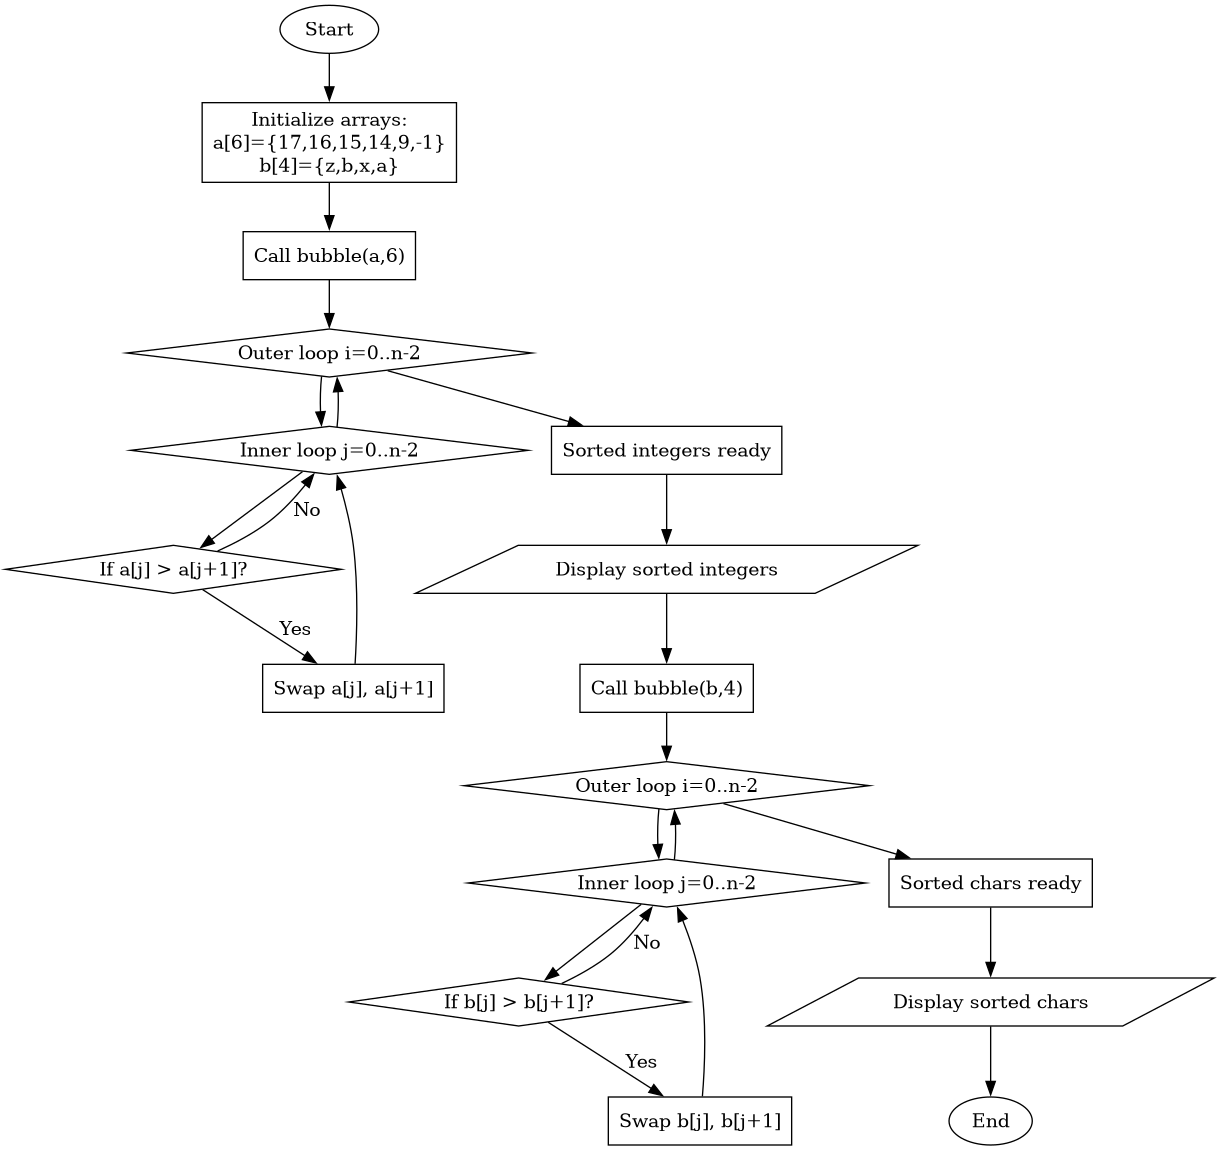 Start
Initialize arrays:
a[6]={17,16,15,14,9,-1}
b[4]={z,b,x,a}
Call bubble(a,6)
Outer loop i=0..n-2
Inner loop j=0..n-2
Sorted integers ready
No
If a[j] > a[j+1]?
Display sorted integers
Yes
Swap a[j], a[j+1]
Call bubble(b,4)
Outer loop i=0..n-2
Inner loop j=0..n-2
Sorted chars ready
No
If b[j] > b[j+1]?
Display sorted chars
Yes
Swap b[j], b[j+1]
End